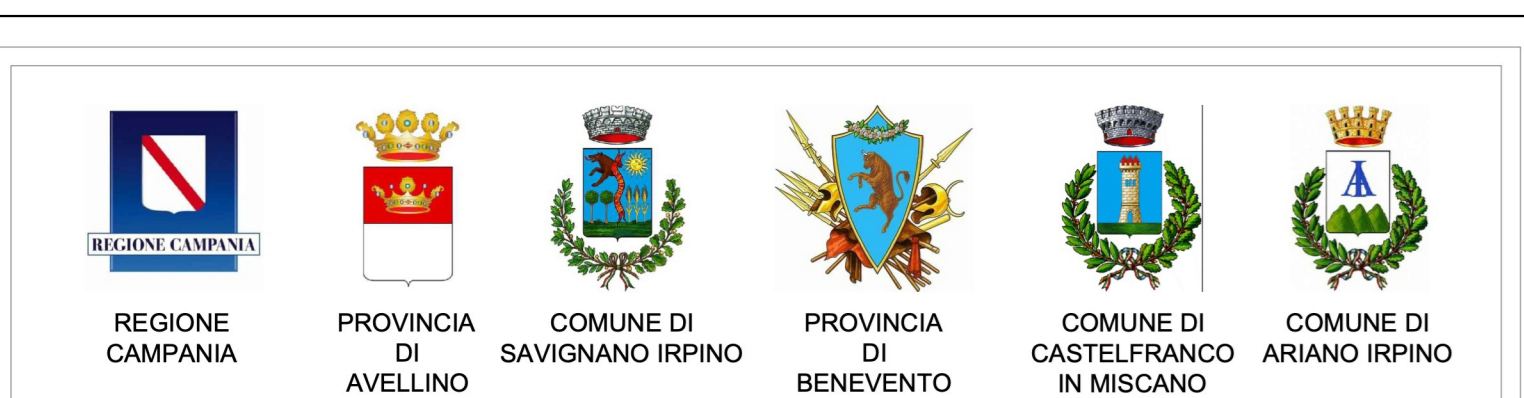 REGIONE CAMPANIA
REGIONE
CAMPANIA
PROVINCIA
DI
AVELLINO
COMUNE DI
SAVIGNANO IRPINO
PROVINCIA
DI
BENEVENTO
A
COMUNE DI
CASTELFRANCO
IN MISCANO
COMUNE DI
ARIANO IRPINO